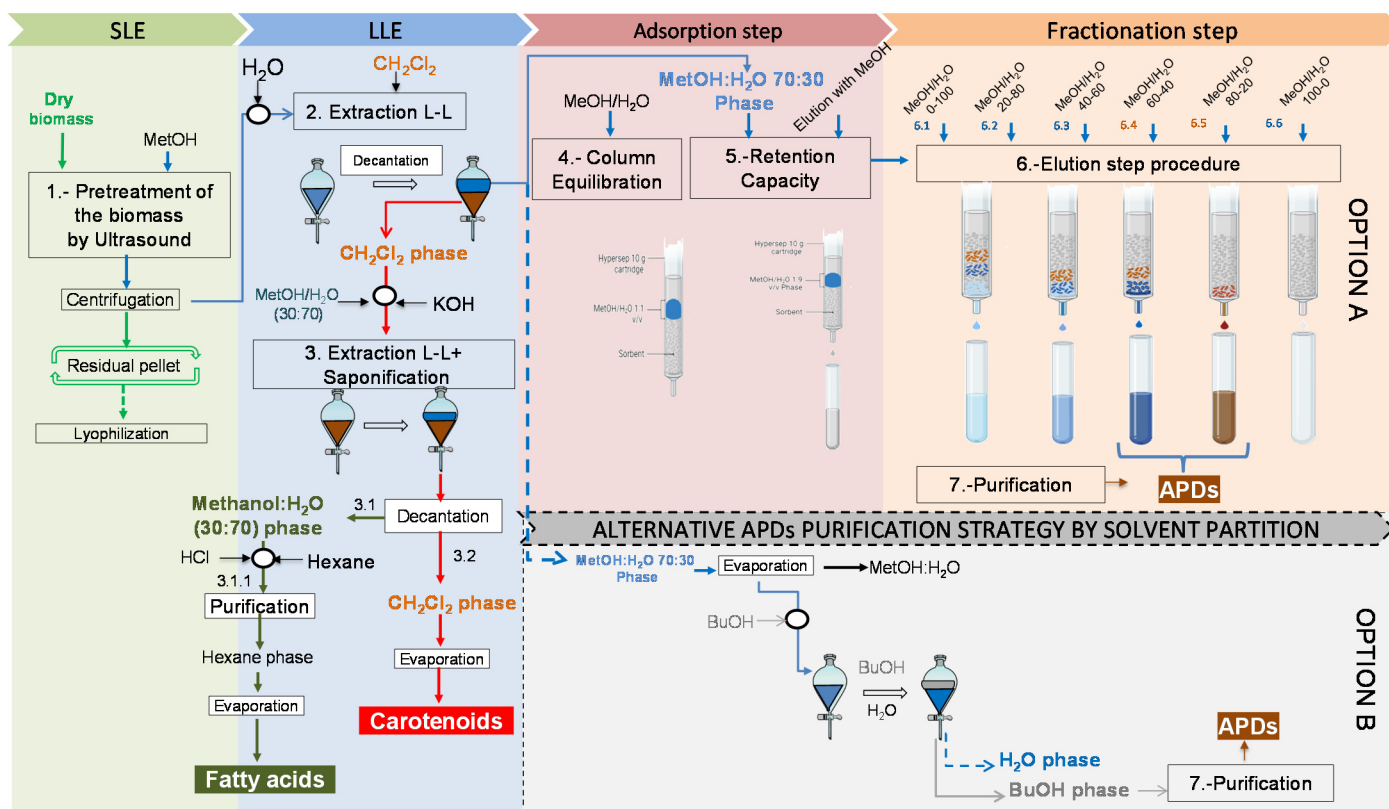 SLE
LLE
Adsorption step
Fractionation step
Dry
biomass
MetOH
1.- Pretreatment of
the biomass
by Ultrasound
Centrifugation
Residual pellet
Lyophilization
H₂O
CH₂Cl₂
2. Extraction L-L
Decantation
CH₂Cl₂ phase
MetOH/H₂O
(30:70)
KOH
3. Extraction L-L+
Saponification
3.1
Decantation
Methanol:H₂O
(30:70) phase
HCl
Hexane
3.1.1
Purification
Hexane phase
Evaporation
Fatty acids
3.2
CH₂Cl₂ phase
Evaporation
Carotenoids
MetOH:H₂O 70:30
Phase
MeOH/H₂O
Elution with MeOH
4.- Column
Equilibration
5.-Retention
Capacity
Hypersep 10 g
cartridge
MetOH/H₂O 1:1
v/v
Sorbent
Hypersep 10 g
cartridge
MetOH/H₂O 1:9
v/v Phase
Sorbent
MeOH/H₂O
0-100
MeOH/H₂O
20-80
MeOH/H₂O
40-60
MeOH/H₂O
60-40
MeOH/H₂O
80-20
MeOH/H₂O
100-0
6.1
6.2
6.3
6.4
6.5
6.6
6.-Elution step procedure
OPTION A
7.-Purification
APDs
ALTERNATIVE APDs PURIFICATION STRATEGY BY SOLVENT PARTITION
MetOH:H₂O 70:30
Phase
Evaporation
MetOH:H₂O
BuOH
BuOH
H₂O
H₂O phase
BuOH phase
7.-Purification
APDs
OPTION B